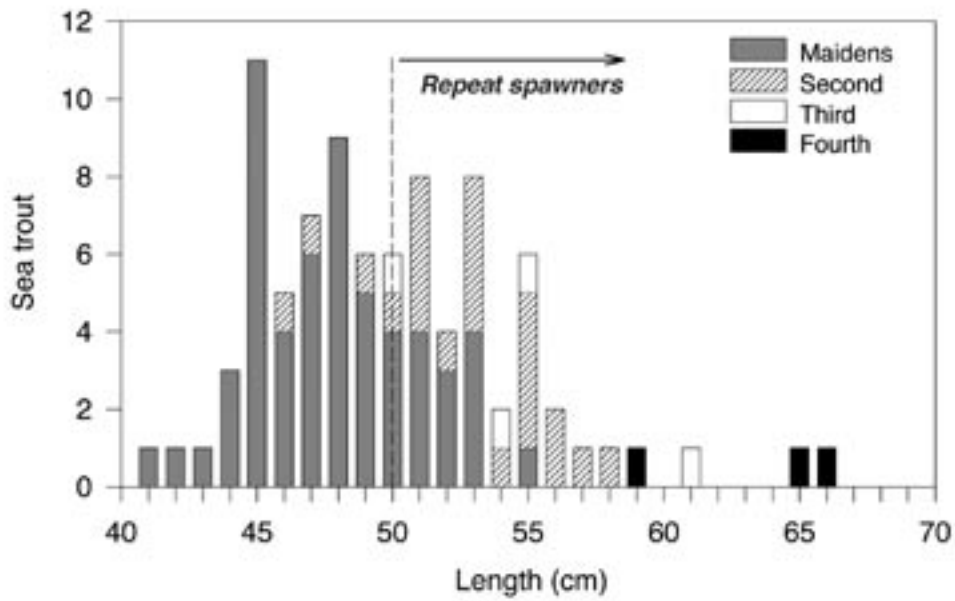 12
10
8
6
4
2
0
Sea trout
Repeat spawners
Maidens
Second
Third
Fourth
40 45 50 55 60 65 70
Length (cm)